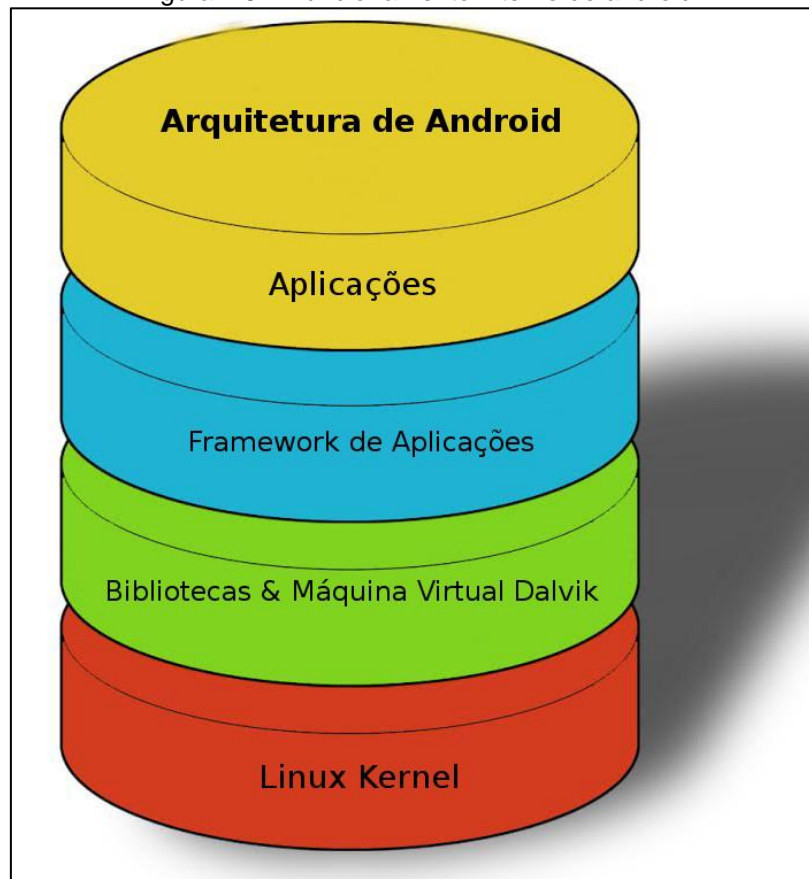 Arquitetura de Android
Aplicações
Framework de Aplicações
Bibliotecas & Máquina Virtual Dalvik
Linux Kernel